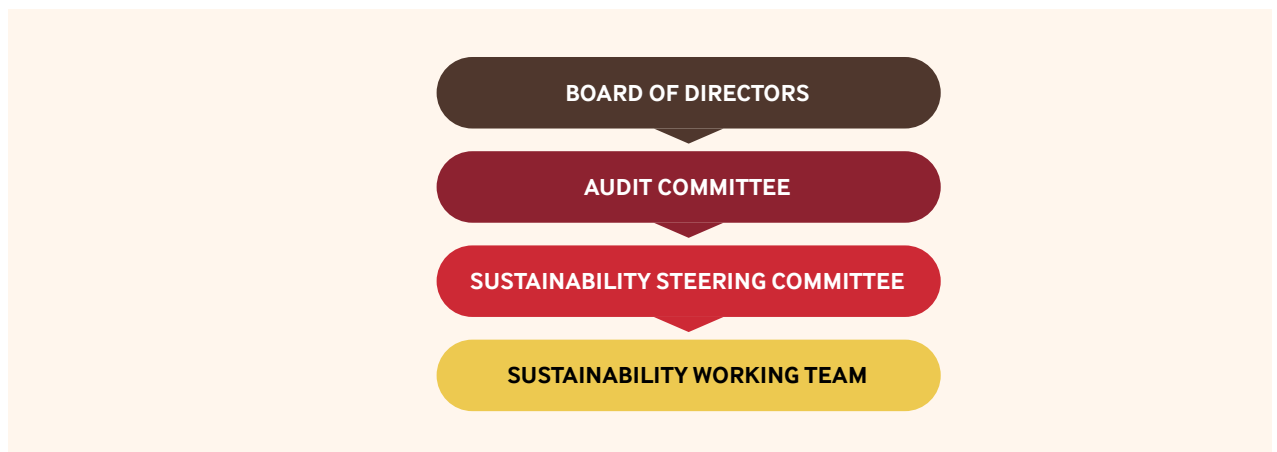 BOARD OF DIRECTORS
AUDIT COMMITTEE
SUSTAINABILITY STEERING COMMITTEE
SUSTAINABILITY WORKING TEAM